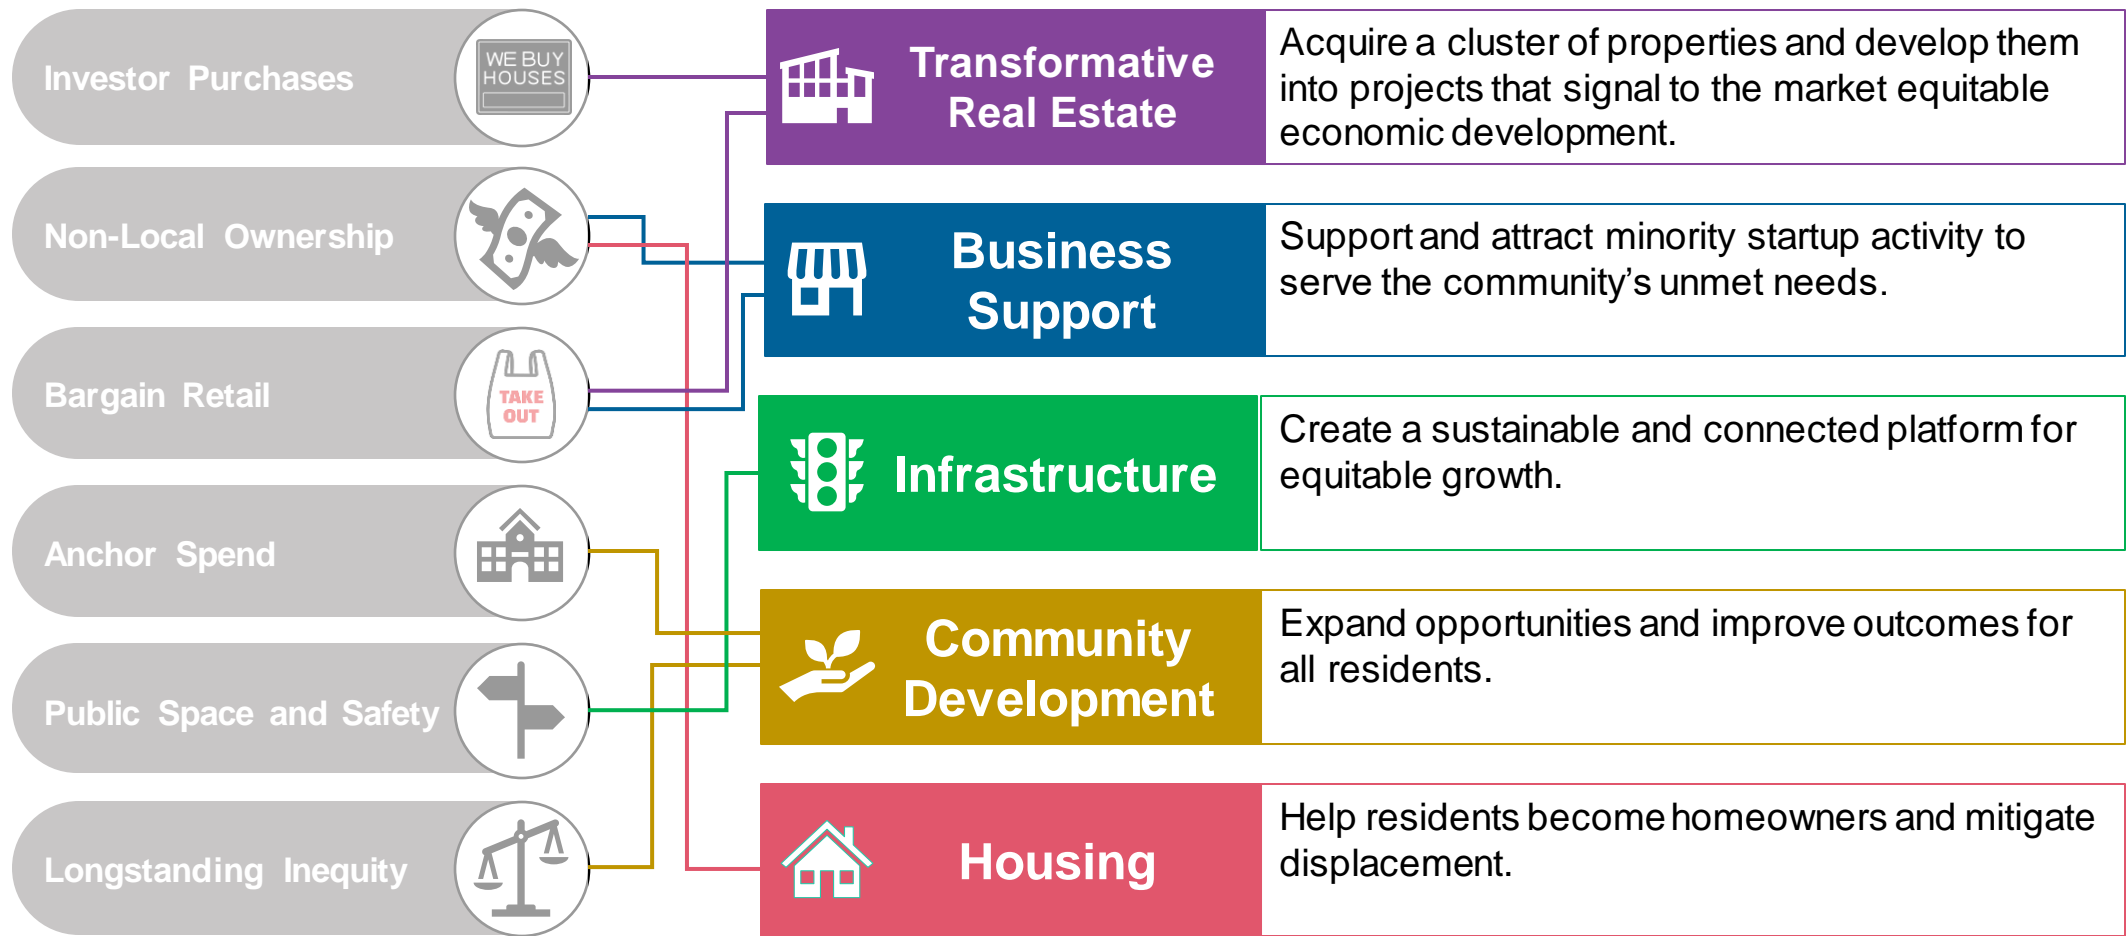 Investor Purchases
WE BUY
HOUSES
Non-Local Ownership
Bargain Retail
TAKE
OUT
Anchor Spend
Public Space and Safety
Longstanding Inequity
Transformative
Real Estate
Acquire a cluster of properties and develop them
into projects that signal to the market equitable
economic development.
Business
Support
Support and attract minority startup activity to
serve the community’s unmet needs.
Infrastructure
Create a sustainable and connected platform for
equitable growth.
Community
Development
Expand opportunities and improve outcomes for
all residents.
Housing
Help residents become homeowners and mitigate
displacement.